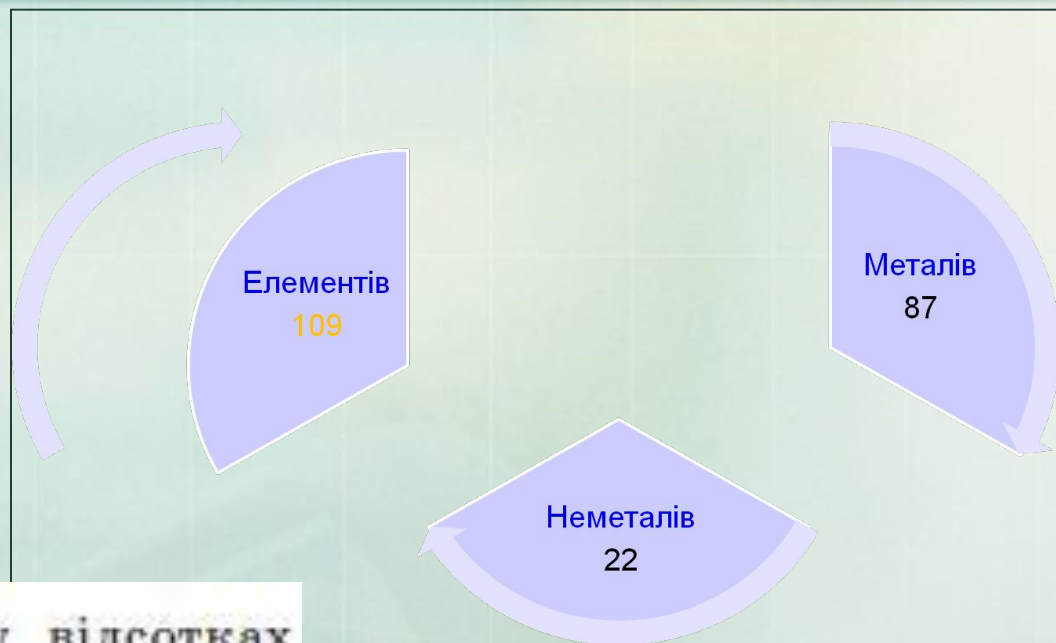 Елементів
109
Металів
87
Неметалів
22
у відсотках